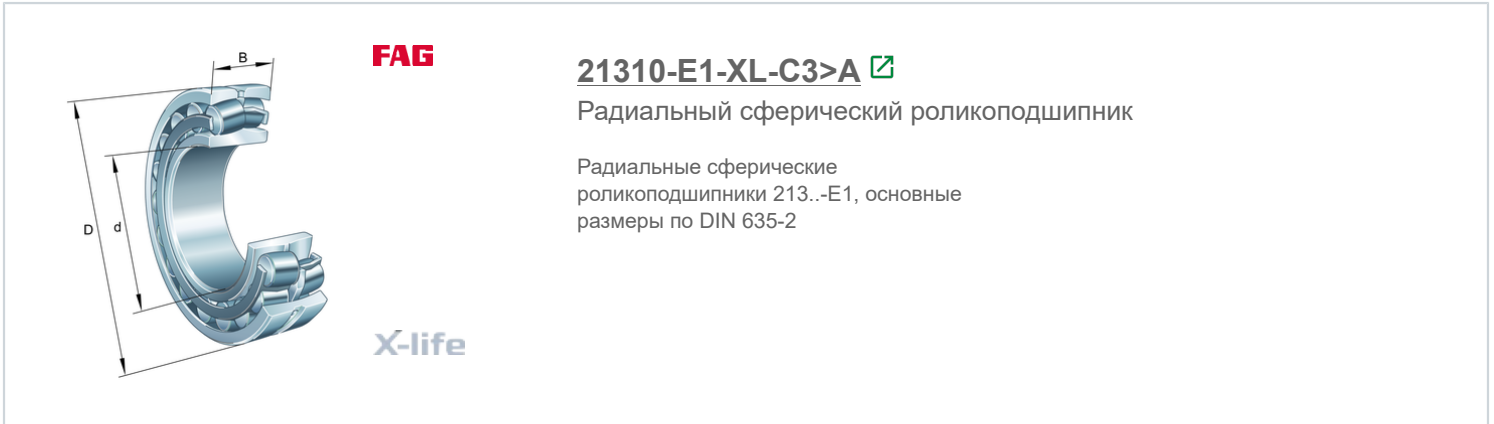 B
FAG
21310-E1-XL-C3>A
Радиальный сферический роликоподшипник
Радиальные сферические
роликоподшипники 213..-E1, основные
размеры по DIN 635-2
D
d
X-life